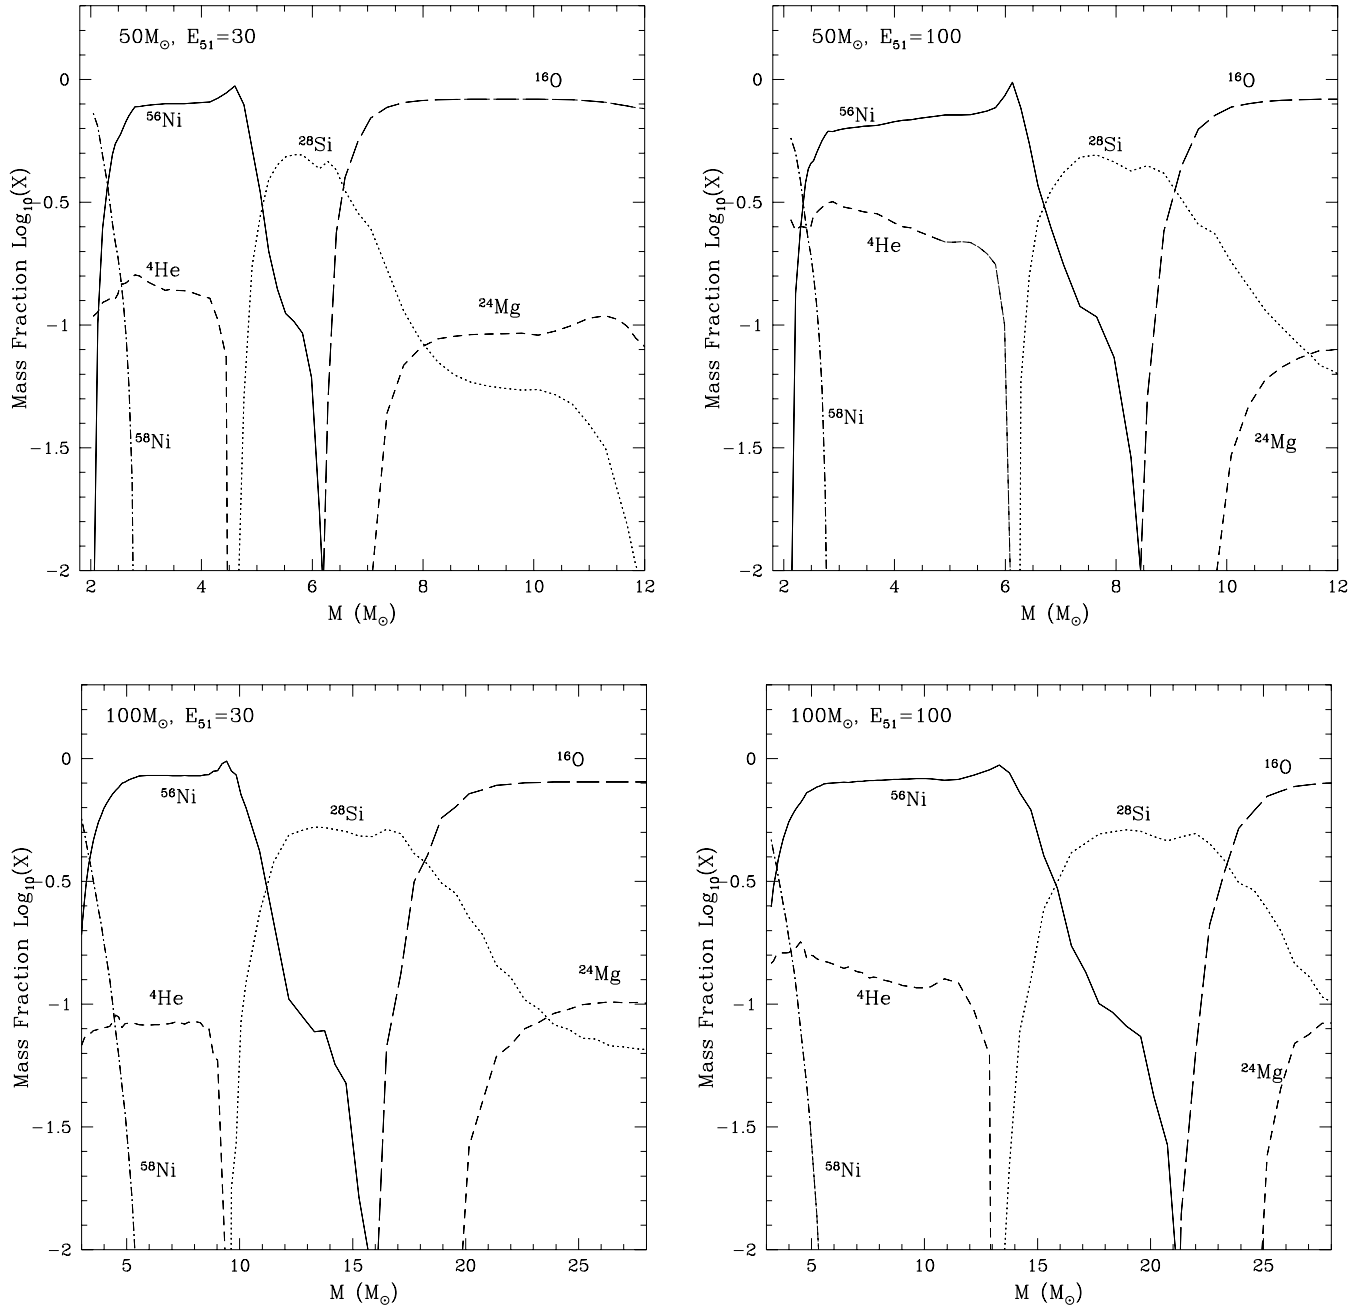 50M☉, E51=30
0
−0.5
−1
−1.5
−2
Mass Fraction Log10(X)
56Ni
28Si
16O
4He
24Mg
58Ni
2 4 6 8 10 12
M (M☉)
50M☉, E51=100
0
−0.5
−1
−1.5
−2
Mass Fraction Log10(X)
56Ni
28Si
16O
4He
58Ni
24Mg
2 4 6 8 10 12
M (M☉)
100M☉, E51=30
0
−0.5
−1
−1.5
−2
Mass Fraction Log10(X)
56Ni
28Si
16O
4He
24Mg
58Ni
5 10 15 20 25
M (M☉)
100M☉, E51=100
0
−0.5
−1
−1.5
−2
Mass Fraction Log10(X)
56Ni
28Si
16O
4He
24Mg
58Ni
5 10 15 20 25
M (M☉)